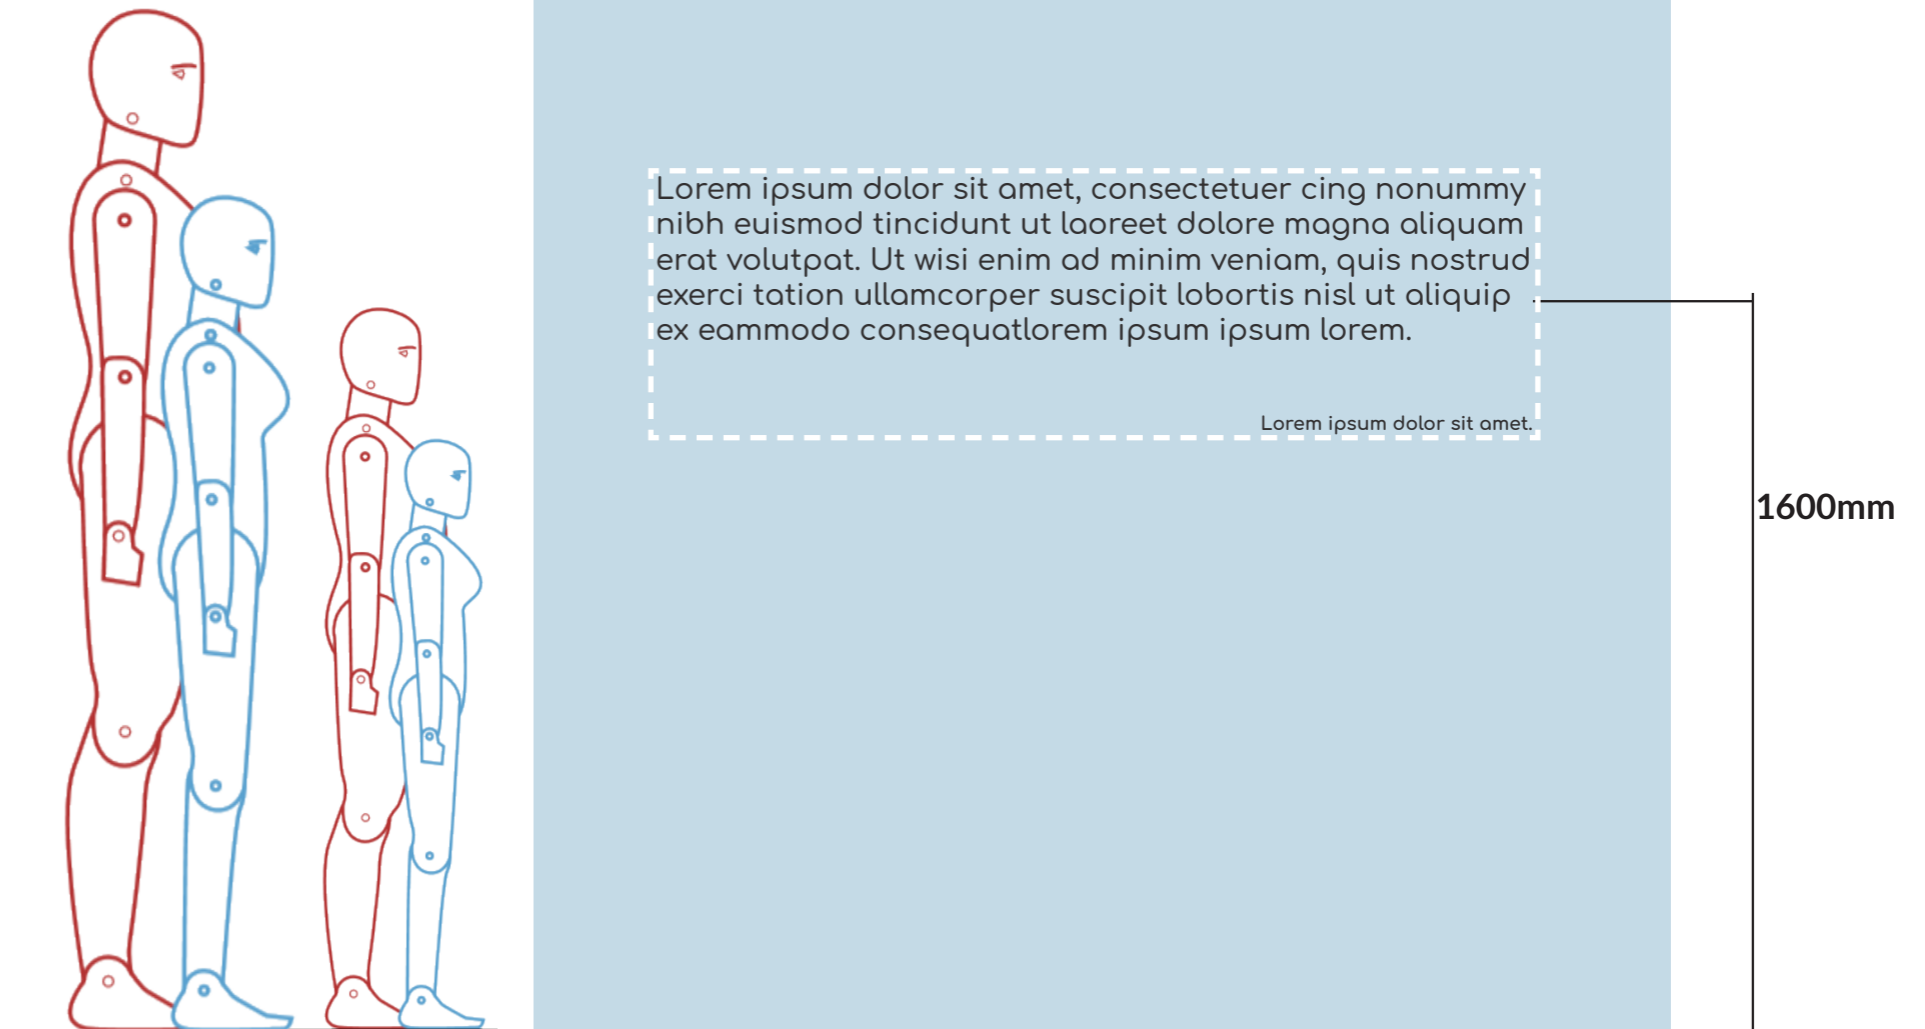 Lorem ipsum dolor sit amet, consectetuer cing nonummy
nibh euismod tincidunt ut laoreet dolore magna aliquam
erat volutpat. Ut wisi enim ad minim veniam, quis nostrud
exerci tation ullamcorper suscipit lobortis nisl ut aliquip
ex eammodo consequatlorem ipsum ipsum lorem.
Lorem ipsum dolor sit amet.
1600mm